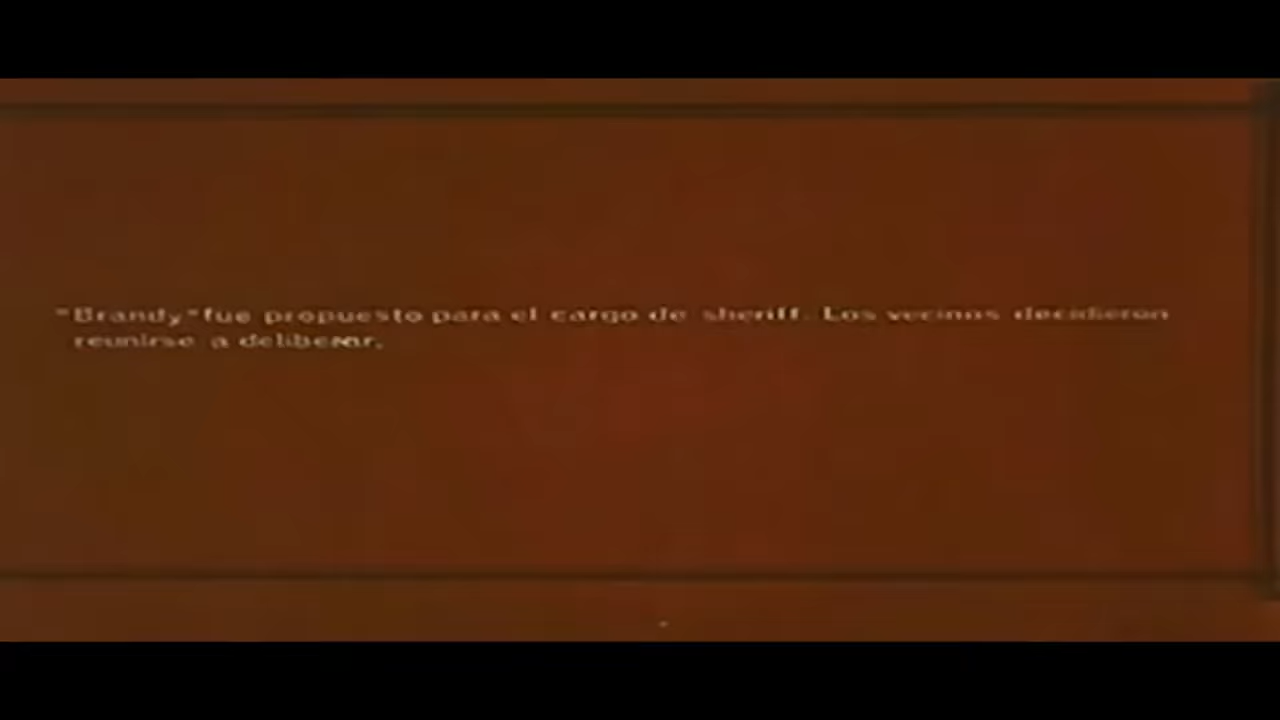 "Brandy" fue propuesto para el cargo de sheriff. Los vecinos decidieron
reunirse a deliberar.